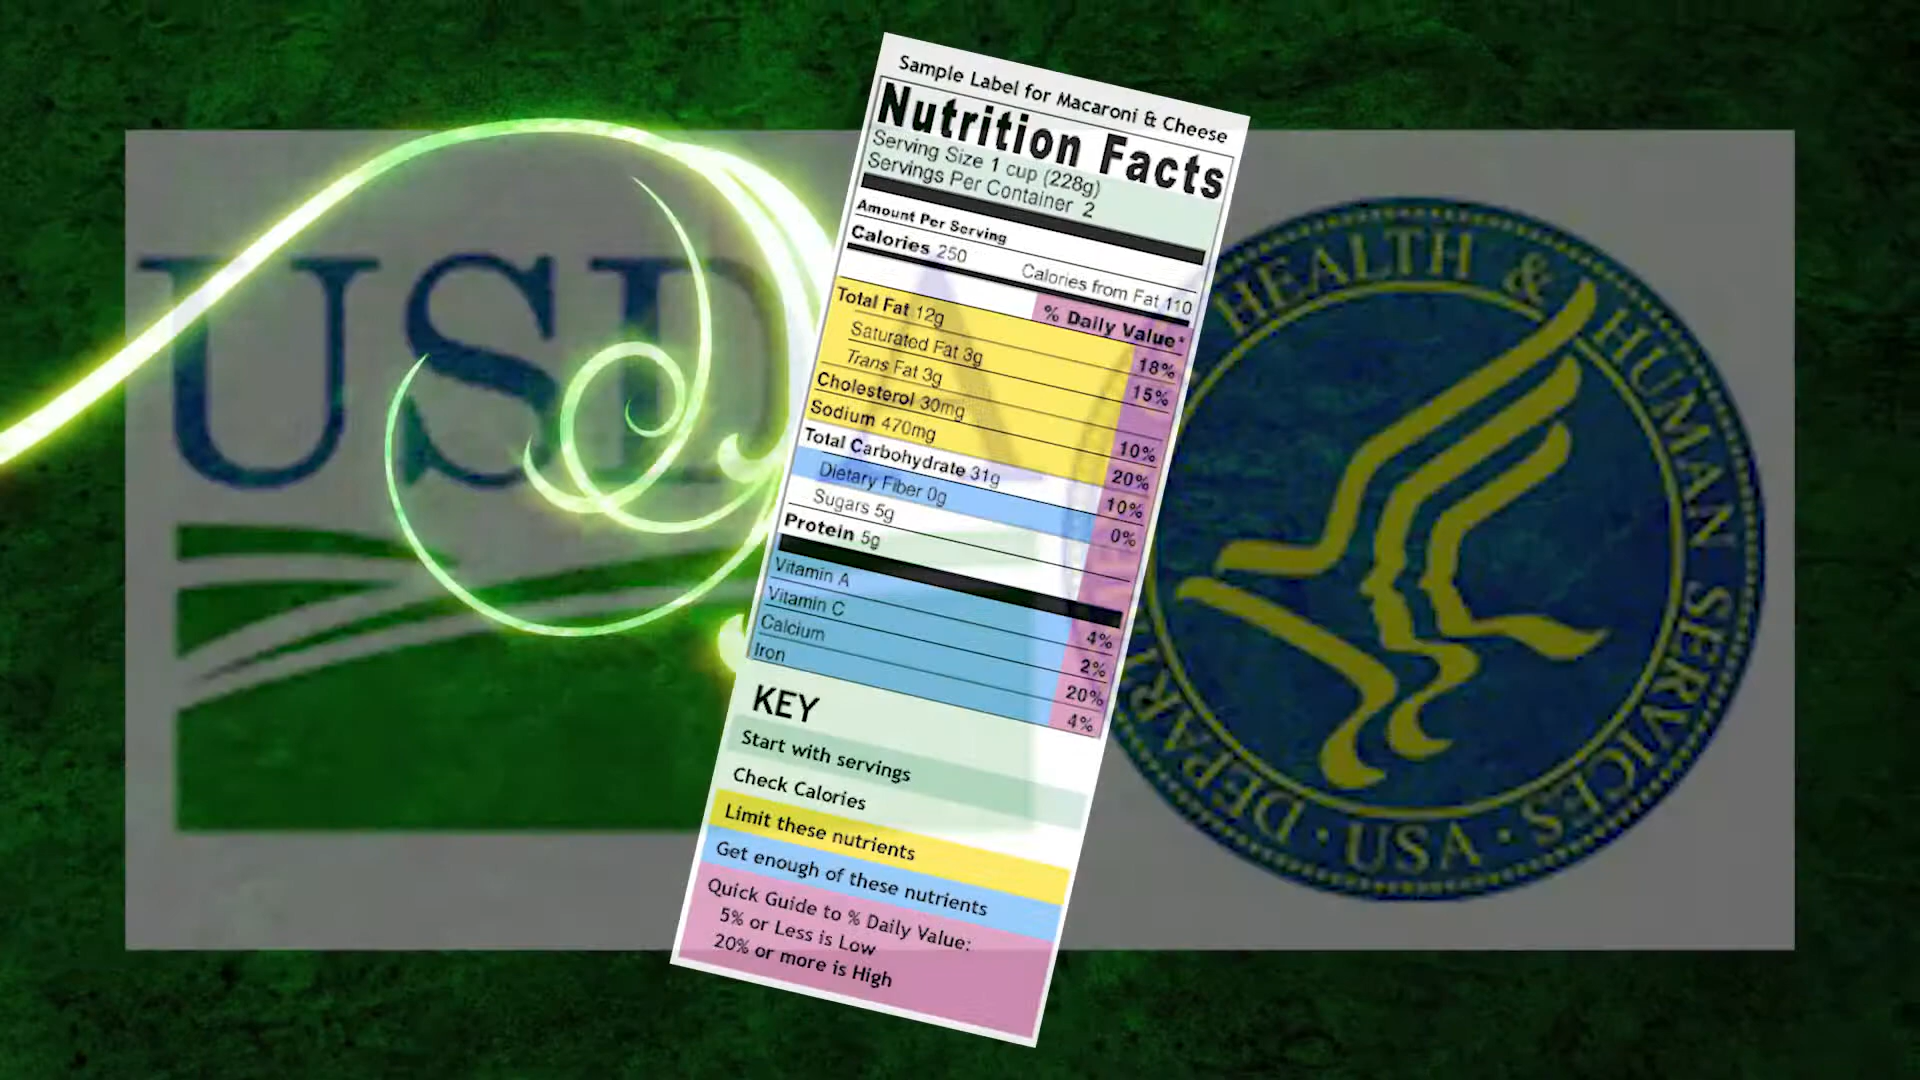 Sample Label for Macaroni & Cheese
Nutrition Facts
Serving Size 1 cup (228g)
Servings Per Container 2
Amount Per Serving
Calories 250 Calories from Fat 110
% Daily Value*
Total Fat 12g 18%
Saturated Fat 3g 15%
Trans Fat 3g
Cholesterol 30mg 10%
Sodium 470mg 20%
Total Carbohydrate 31g 10%
Dietary Fiber 0g 0%
Sugars 5g
Protein 5g
Vitamin A 4%
Vitamin C 2%
Calcium 20%
Iron 4%
KEY
Start with servings
Check Calories
Limit these nutrients
Get enough of these nutrients
Quick Guide to % Daily Value:
5% or Less is Low
20% or more is High
USD
HEALTH & HUMAN SERVICES · USA · DEPAR